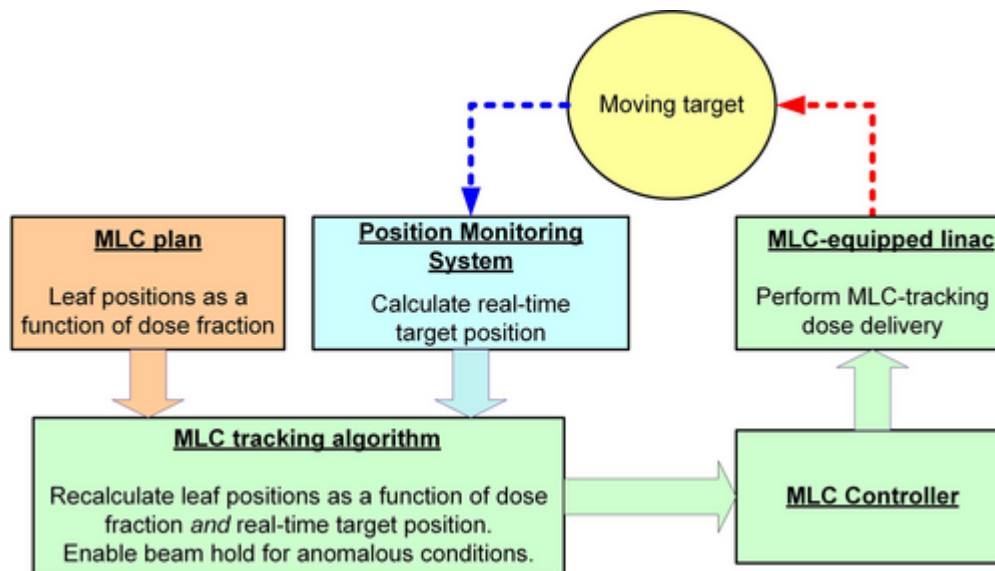 Moving target
MLC plan
Leaf positions as a
function of dose fraction
Position Monitoring
System
Calculate real-time
target position
MLC-equipped linac
Perform MLC-tracking
dose delivery
MLC tracking algorithm
Recalculate leaf positions as a function of dose
fraction and real-time target position.
Enable beam hold for anomalous conditions.
MLC Controller